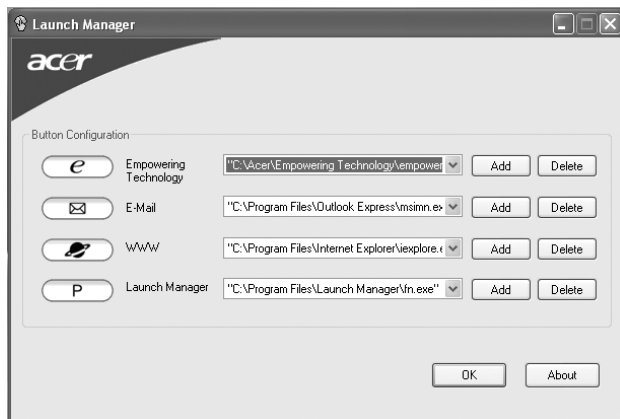 Launch Manager
acer
Button Configuration
e Empowering Technology "C:\Acer\Empowering Technology\empower Add Delete
E-Mail "C:\Program Files\Outlook Express\msimn.ex Add Delete
WWW "C:\Program Files\Internet Explorer\iexplore.e Add Delete
P Launch Manager "C:\Program Files\Launch Manager\fn.exe" Add Delete
OK About